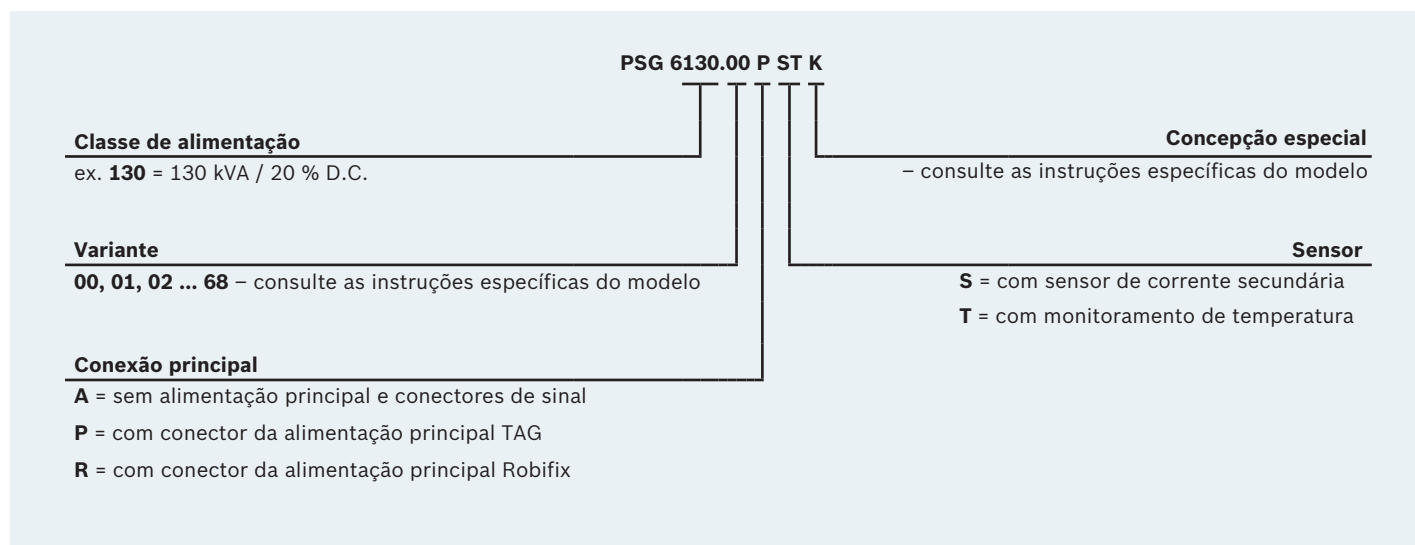 PSG 6130.00 P ST K
Classe de alimentação
ex. 130 = 130 kVA / 20 % D.C.
Variante
00, 01, 02 ... 68 – consulte as instruções específicas do modelo
Conexão principal
A = sem alimentação principal e conectores de sinal
P = com conector da alimentação principal TAG
R = com conector da alimentação principal Robifix
Concepção especial
– consulte as instruções específicas do modelo
Sensor
S = com sensor de corrente secundária
T = com monitoramento de temperatura